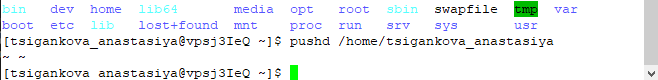 bin   dev  home  lib64       media  opt   root  sbin  swapfile  tmp  var
boot  etc  lib   lost+found  mnt    proc  run   srv   sys       usr
[tsigankova_anastasiya@vpsj3IeQ ~]$ pushd /home/tsigankova_anastasiya
~ ~
[tsigankova_anastasiya@vpsj3IeQ ~]$